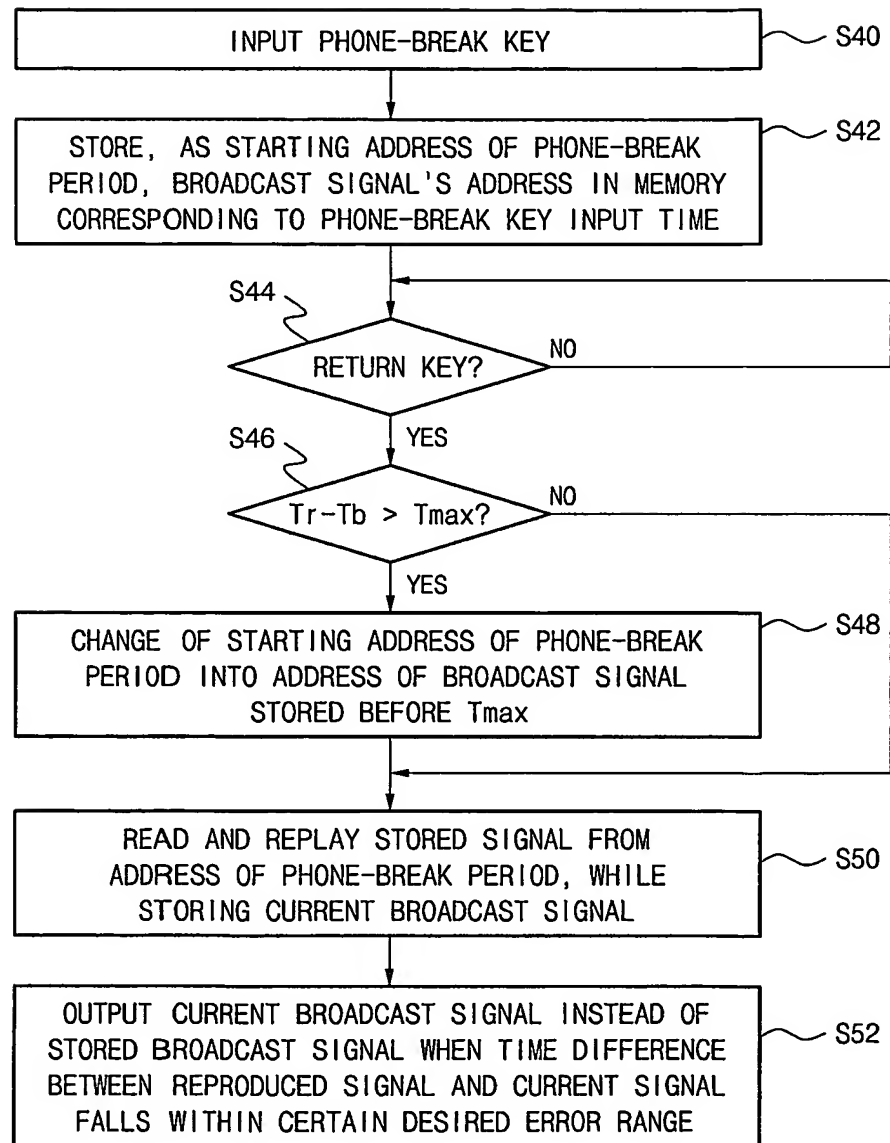 INPUT PHONE-BREAK KEY
S40
STORE, AS STARTING ADDRESS OF PHONE-BREAK
PERIOD, BROADCAST SIGNAL'S ADDRESS IN MEMORY
CORRESPONDING TO PHONE-BREAK KEY INPUT TIME
S42
S44
RETURN KEY?
NO
YES
S46
Tr-Tb > Tmax?
NO
YES
CHANGE OF STARTING ADDRESS OF PHONE-BREAK
PERIOD INTO ADDRESS OF BROADCAST SIGNAL
STORED BEFORE Tmax
S48
READ AND REPLAY STORED SIGNAL FROM
ADDRESS OF PHONE-BREAK PERIOD, WHILE
STORING CURRENT BROADCAST SIGNAL
S50
OUTPUT CURRENT BROADCAST SIGNAL INSTEAD OF
STORED BROADCAST SIGNAL WHEN TIME DIFFERENCE
BETWEEN REPRODUCED SIGNAL AND CURRENT SIGNAL
FALLS WITHIN CERTAIN DESIRED ERROR RANGE
S52